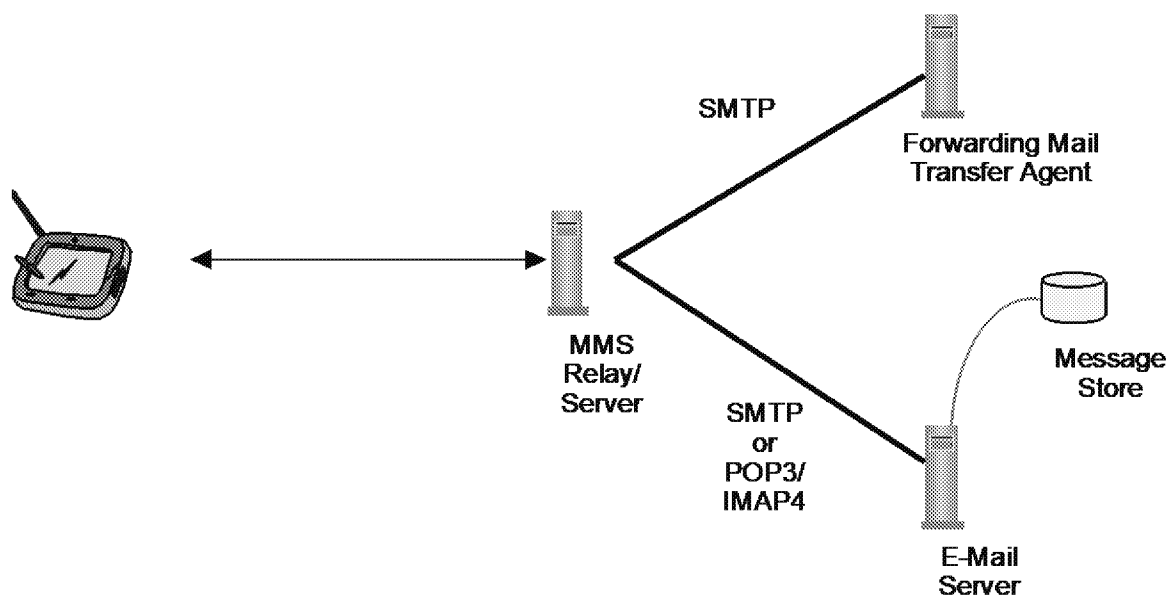 SMTP
Forwarding Mail
Transfer Agent
MMS
Relay/
Server
Message
Store
SMTP
or
POP3/
IMAP4
E-Mail
Server